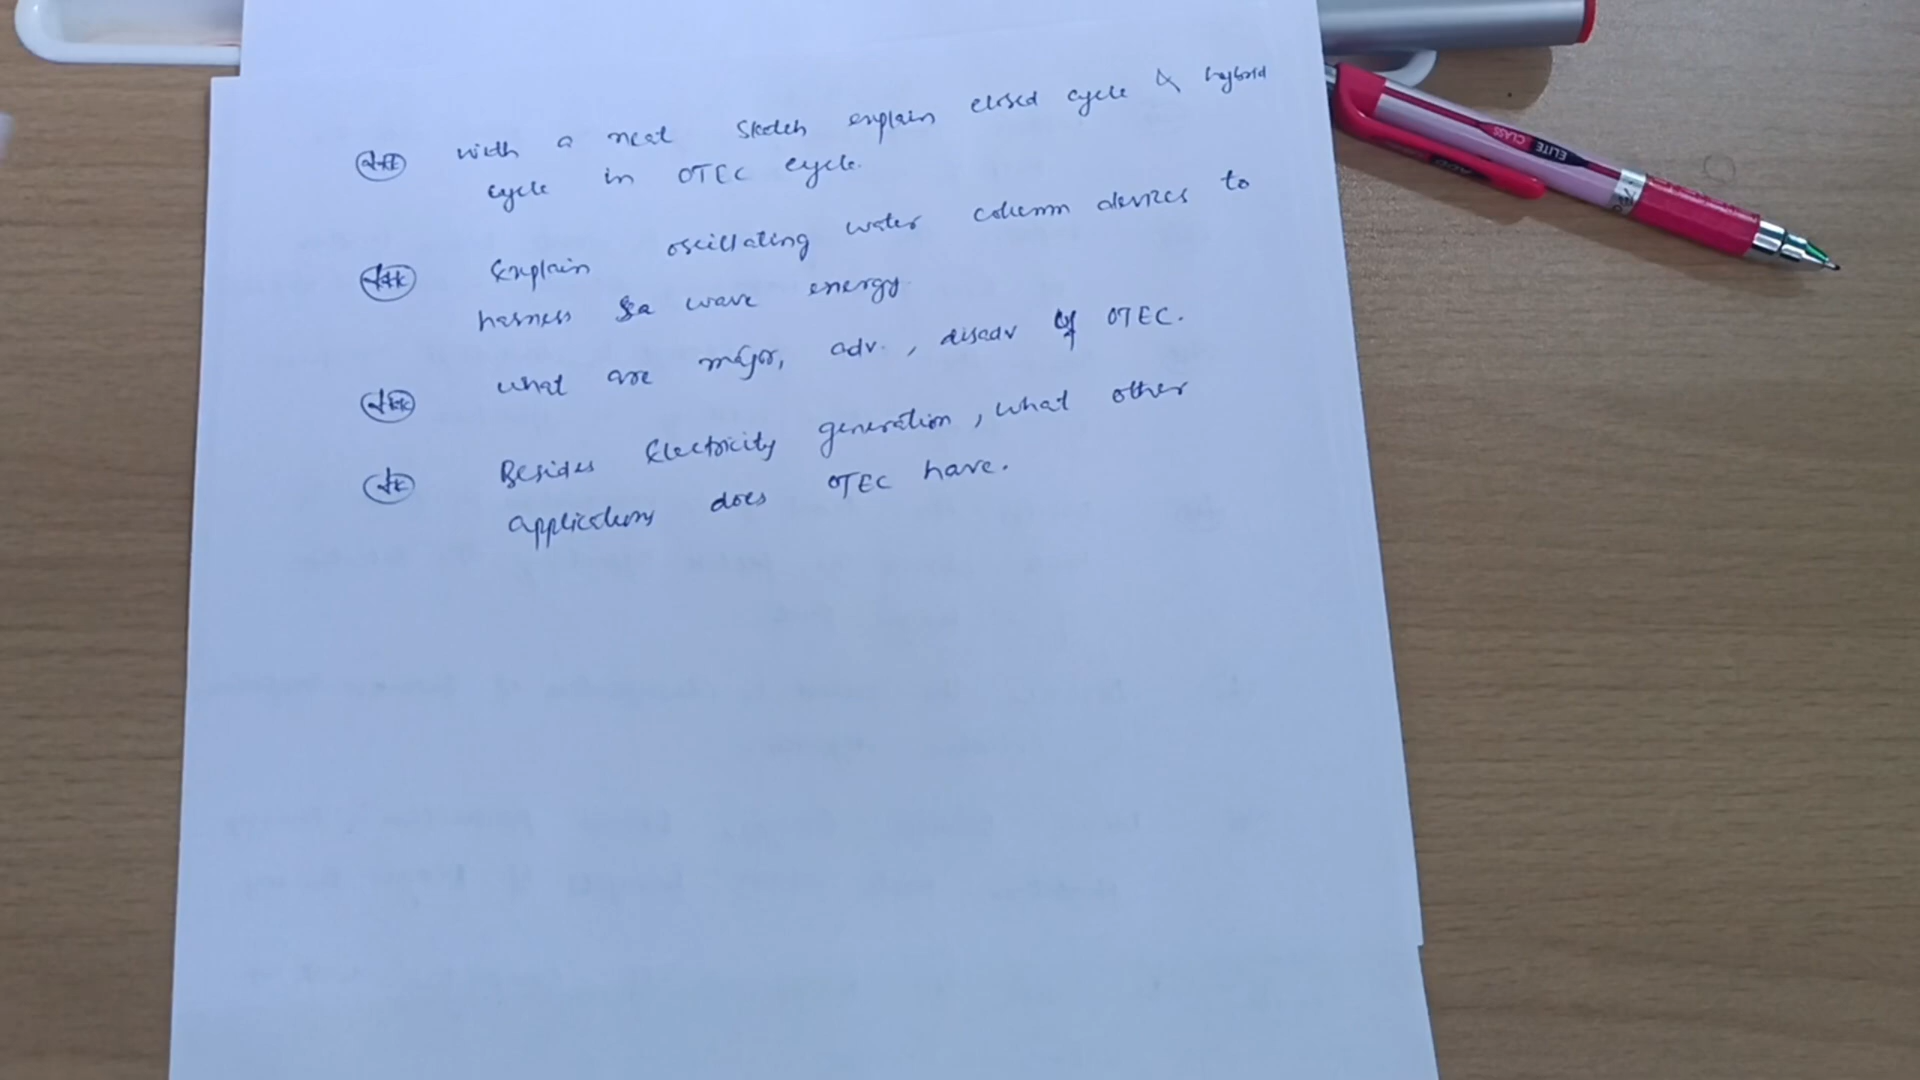 with a neat sketch explain closed cycle & hybrid
cycle in OTEC cycle.
Explain oscillating water column devices to
harness sea wave energy.
what are major, adv., disadv of OTEC.
Besides Electricity generation, what other
applications does OTEC have.
ELITE
CLASS